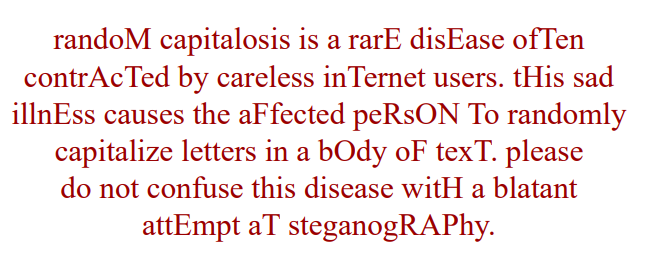 randoM capitalosis is a rarE disEase ofTen
contrAcTed by careless inTernet users. tHis sad
illnEss causes the aFfected peRsON To randomly
capitalize letters in a bOdy oF texT. please
do not confuse this disease witH a blatant
attEmpt aT steganogRAPhy.